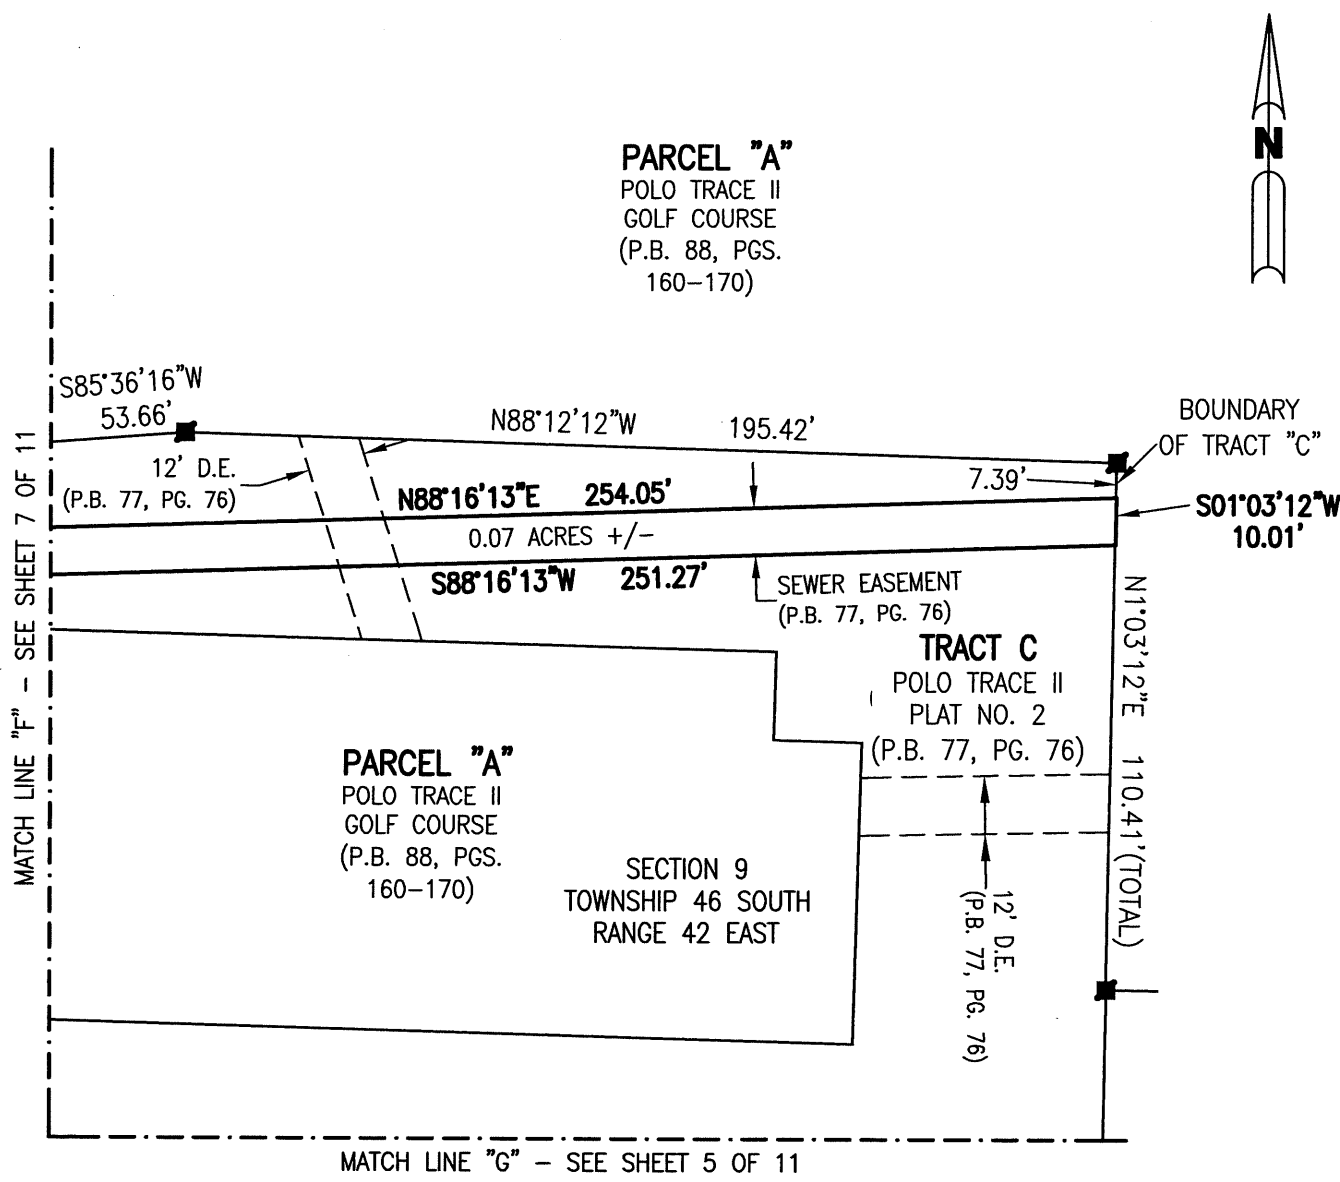 N
PARCEL "A"
POLO TRACE II
GOLF COURSE
(P.B. 88, PGS.
160-170)
S85°36'16"W
53.66'
N88°12'12"W 195.42'
BOUNDARY
OF TRACT "C"
12' D.E.
(P.B. 77, PG. 76)
7.39'
N88°16'13"E 254.05'
S01°03'12"W
10.01'
0.07 ACRES +/-
S88°16'13"W 251.27'
SEWER EASEMENT
(P.B. 77, PG. 76)
TRACT C
POLO TRACE II
PLAT NO. 2
(P.B. 77, PG. 76)
N1°03'12"E 110.41'(TOTAL)
MATCH LINE "F" - SEE SHEET 7 OF 11
PARCEL "A"
POLO TRACE II
GOLF COURSE
(P.B. 88, PGS.
160-170)
SECTION 9
TOWNSHIP 46 SOUTH
RANGE 42 EAST
12' D.E.
(P.B. 77, PG. 76)
MATCH LINE "G" - SEE SHEET 5 OF 11